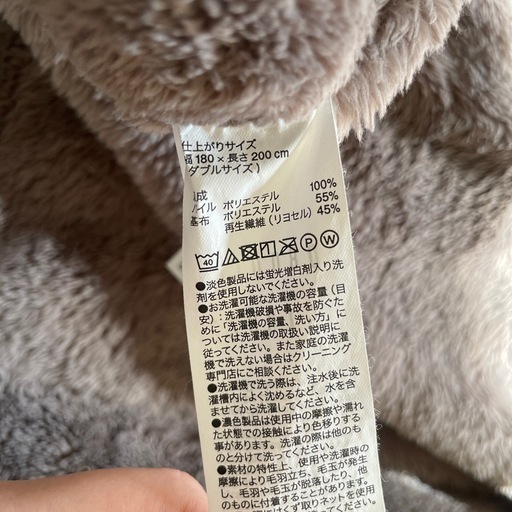 仕上がりサイズ
幅180×長さ200cm
ダブルサイズ)
組成
パイル ポリエステル 100%
基布 ポリエステル 55%
再生繊維(リヨセル) 45%
40 P W
●淡色製品には蛍光増白剤入り洗
剤を使用しないでください。
●お洗濯可能な洗濯機の容量(目
安):洗濯機破損や事故を防ぐた
めに「洗濯機の容量、洗い方」に
ついては洗濯機の取扱い説明に
従ってください。また家庭の洗濯
機で洗えない場合はクリーニング
専門店にご相談ください。
●洗濯機で洗う際は、注水後に洗
濯槽内によく沈めるなど、水を含
ませてから洗濯してください。
●濃色製品は使用中の摩擦や濡れ
た状態での接触により色移りする
事があります。洗濯の際は他のも
のと分けて洗ってください。
●素材の特性上、使用や洗濯時の
摩擦により毛羽立ち、毛玉が発生
し、毛羽や毛玉が脱落したり、他
のものに付着することがあります。
取りネットを使用